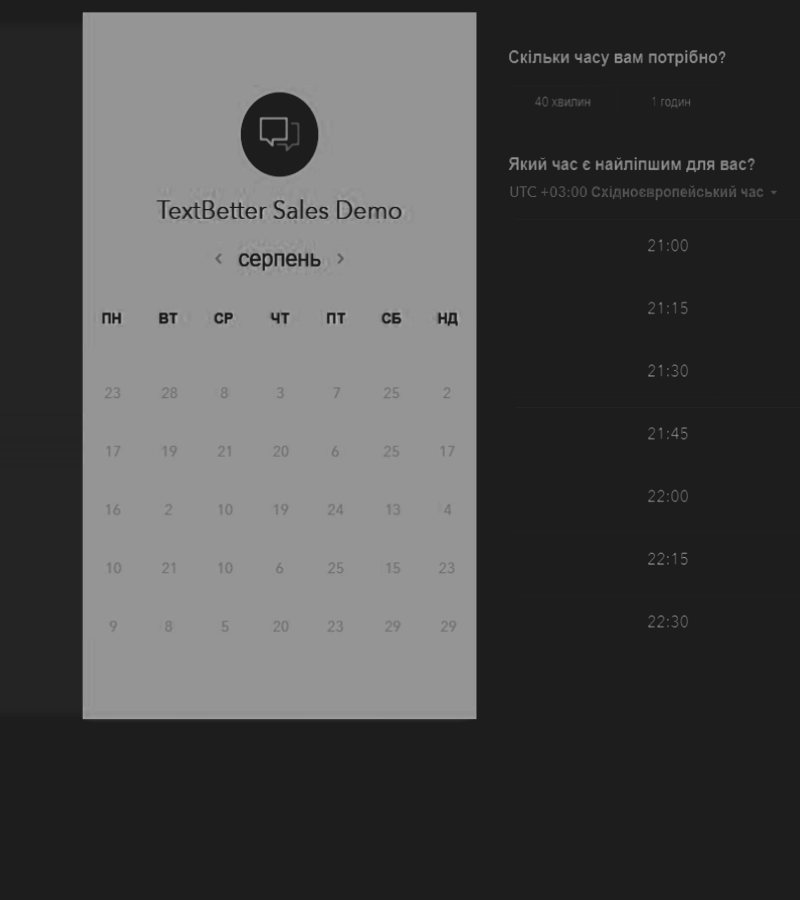 TextBetter Sales Demo
‹ серпень ›
ПН ВТ СР ЧТ ПТ СБ НД
23 28 8 3 7 25 2
17 19 21 20 6 25 17
16 2 10 19 24 13 4
10 21 10 6 25 15 23
9 8 5 20 23 29 29
Скільки часу вам потрібно?
40 хвилин 1 годин
Який час є найліпшим для вас?
UTC +03:00 Східноєвропейський час
21:00
21:15
21:30
21:45
22:00
22:15
22:30